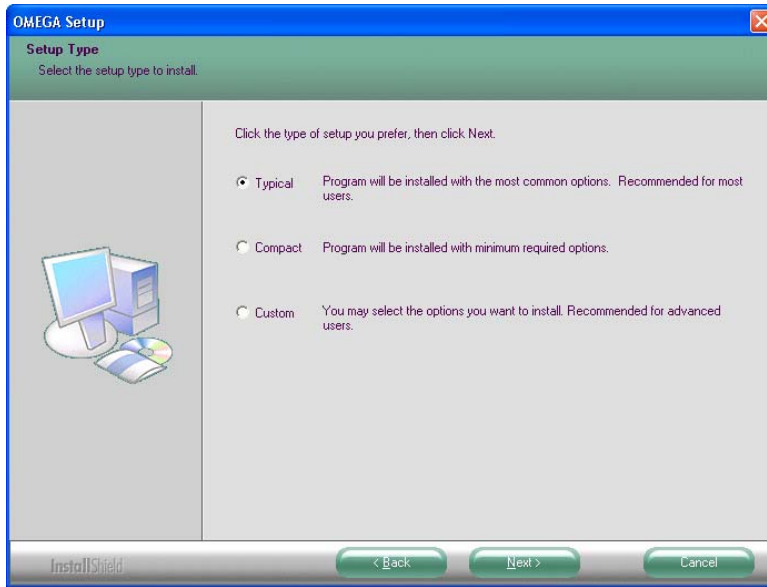 OMEGA Setup
Setup Type
Select the setup type to install.
Click the type of setup you prefer, then click Next.
Typical Program will be installed with the most common options. Recommended for most
users.
Compact Program will be installed with minimum required options.
Custom You may select the options you want to install. Recommended for advanced
users.
InstallShield
< Back Next > Cancel